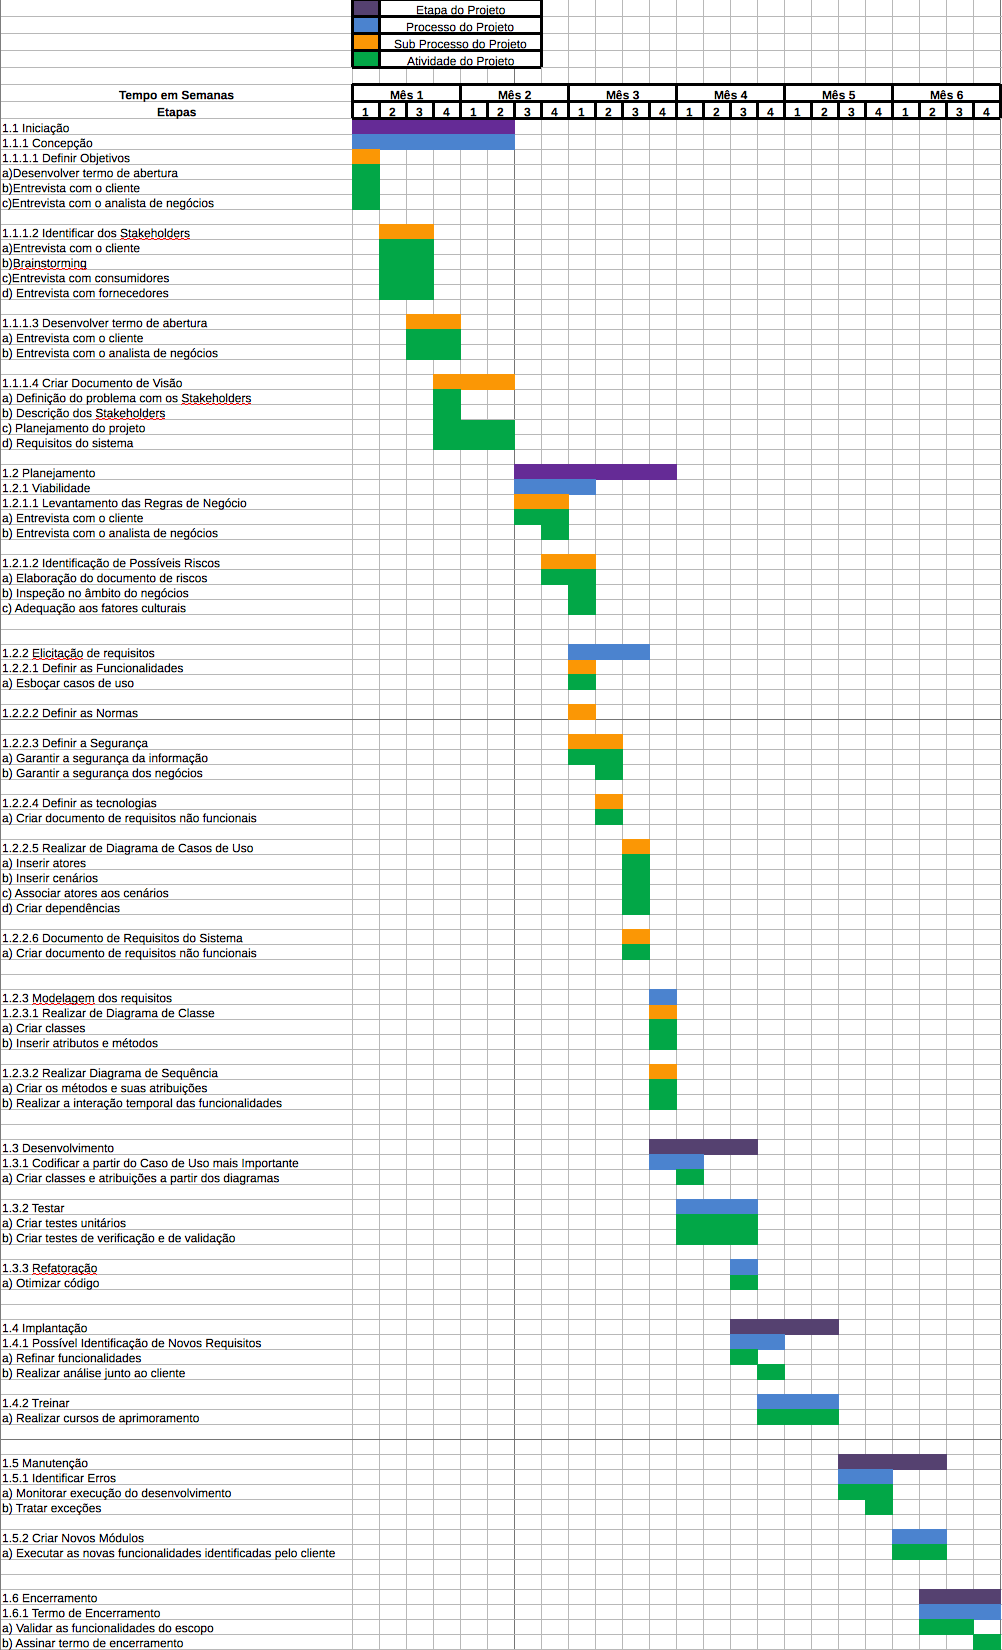 Etapa do Projeto
Processo do Projeto
Sub Processo do Projeto
Atividade do Projeto
Tempo em Semanas Mês 1 Mês 2 Mês 3 Mês 4 Mês 5 Mês 6
Etapas 1 2 3 4 1 2 3 4 1 2 3 4 1 2 3 4 1 2 3 4 1 2 3 4
1.1 Iniciação
1.1.1 Concepção
1.1.1.1 Definir Objetivos
a)Desenvolver termo de abertura
b)Entrevista com o cliente
c)Entrevista com o analista de negócios
1.1.1.2 Identificar dos Stakeholders
a)Entrevista com o cliente
b)Brainstorming
c)Entrevista com consumidores
d) Entrevista com fornecedores
1.1.1.3 Desenvolver termo de abertura
a) Entrevista com o cliente
b) Entrevista com o analista de negócios
1.1.1.4 Criar Documento de Visão
a) Definição do problema com os Stakeholders
b) Descrição dos Stakeholders
c) Planejamento do projeto
d) Requisitos do sistema
1.2 Planejamento
1.2.1 Viabilidade
1.2.1.1 Levantamento das Regras de Negócio
a) Entrevista com o cliente
b) Entrevista com o analista de negócios
1.2.1.2 Identificação de Possíveis Riscos
a) Elaboração do documento de riscos
b) Inspeção no âmbito do negócios
c) Adequação aos fatores culturais
1.2.2 Elicitação de requisitos
1.2.2.1 Definir as Funcionalidades
a) Esboçar casos de uso
1.2.2.2 Definir as Normas
1.2.2.3 Definir a Segurança
a) Garantir a segurança da informação
b) Garantir a segurança dos negócios
1.2.2.4 Definir as tecnologias
a) Criar documento de requisitos não funcionais
1.2.2.5 Realizar de Diagrama de Casos de Uso
a) Inserir atores
b) Inserir cenários
c) Associar atores aos cenários
d) Criar dependências
1.2.2.6 Documento de Requisitos do Sistema
a) Criar documento de requisitos não funcionais
1.2.3 Modelagem dos requisitos
1.2.3.1 Realizar de Diagrama de Classe
a) Criar classes
b) Inserir atributos e métodos
1.2.3.2 Realizar Diagrama de Sequência
a) Criar os métodos e suas atribuições
b) Realizar a interação temporal das funcionalidades
1.3 Desenvolvimento
1.3.1 Codificar a partir do Caso de Uso mais Importante
a) Criar classes e atribuições a partir dos diagramas
1.3.2 Testar
a) Criar testes unitários
b) Criar testes de verificação e de validação
1.3.3 Refatoração
a) Otimizar código
1.4 Implantação
1.4.1 Possível Identificação de Novos Requisitos
a) Refinar funcionalidades
b) Realizar análise junto ao cliente
1.4.2 Treinar
a) Realizar cursos de aprimoramento
1.5 Manutenção
1.5.1 Identificar Erros
a) Monitorar execução do desenvolvimento
b) Tratar exceções
1.5.2 Criar Novos Módulos
a) Executar as novas funcionalidades identificadas pelo cliente
1.6 Encerramento
1.6.1 Termo de Encerramento
a) Validar as funcionalidades do escopo
b) Assinar termo de encerramento